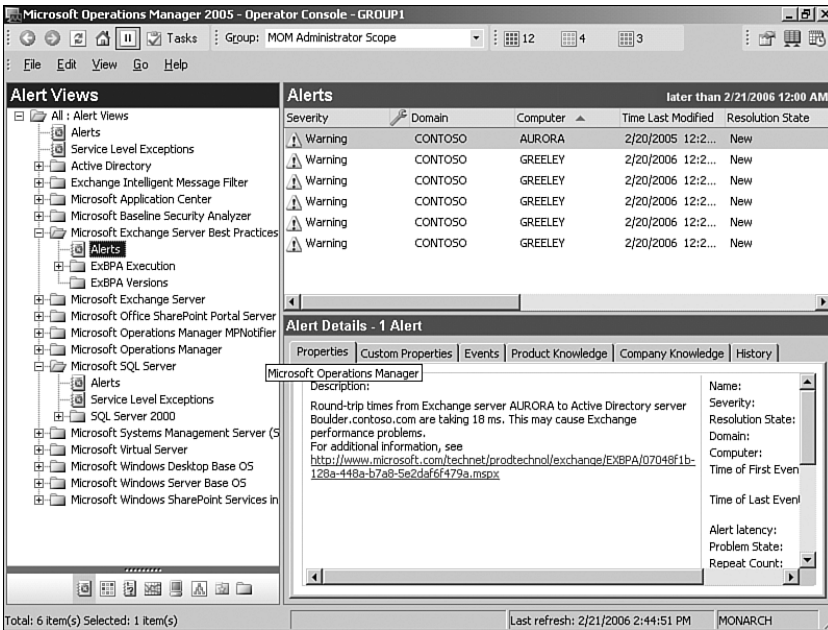 Microsoft Operations Manager 2005 - Operator Console - GROUP1
Tasks Group: MOM Administrator Scope 12 4 3
File Edit View Go Help
Alert Views
All : Alert Views
Alerts
Service Level Exceptions
Active Directory
Exchange Intelligent Message Filter
Microsoft Application Center
Microsoft Baseline Security Analyzer
Microsoft Exchange Server Best Practices
Alerts
ExBPA Execution
ExBPA Versions
Microsoft Exchange Server
Microsoft Office SharePoint Portal Server
Microsoft Operations Manager MPNotifier
Microsoft Operations Manager
Microsoft SQL Server
Alerts
Service Level Exceptions
SQL Server 2000
Microsoft Systems Management Server (S
Microsoft Virtual Server
Microsoft Windows Desktop Base OS
Microsoft Windows Server Base OS
Microsoft Windows SharePoint Services in
Alerts later than 2/21/2006 12:00 AM
Severity Domain Computer Time Last Modified Resolution State
Warning CONTOSO AURORA 2/20/2005 12:2... New
Warning CONTOSO GREELEY 2/20/2006 12:2... New
Warning CONTOSO GREELEY 2/20/2006 12:2... New
Warning CONTOSO GREELEY 2/20/2006 12:2... New
Warning CONTOSO GREELEY 2/20/2006 12:2... New
Warning CONTOSO GREELEY 2/20/2006 12:2... New
Alert Details - 1 Alert
Properties Custom Properties Events Product Knowledge Company Knowledge History
Microsoft Operations Manager
Description:
Round-trip times from Exchange server AURORA to Active Directory server
Boulder.contoso.com are taking 18 ms. This may cause Exchange
performance problems.
For additional information, see
http://www.microsoft.com/technet/prodtechnol/exchange/EXBPA/07048f1b-
128a-448a-b7a8-5e2daf6f479a.mspx
Name:
Severity:
Resolution State:
Domain:
Computer:
Time of First Even
Time of Last Event
Alert latency:
Problem State:
Repeat Count:
Total: 6 item(s) Selected: 1 item(s) Last refresh: 2/21/2006 2:44:51 PM MONARCH